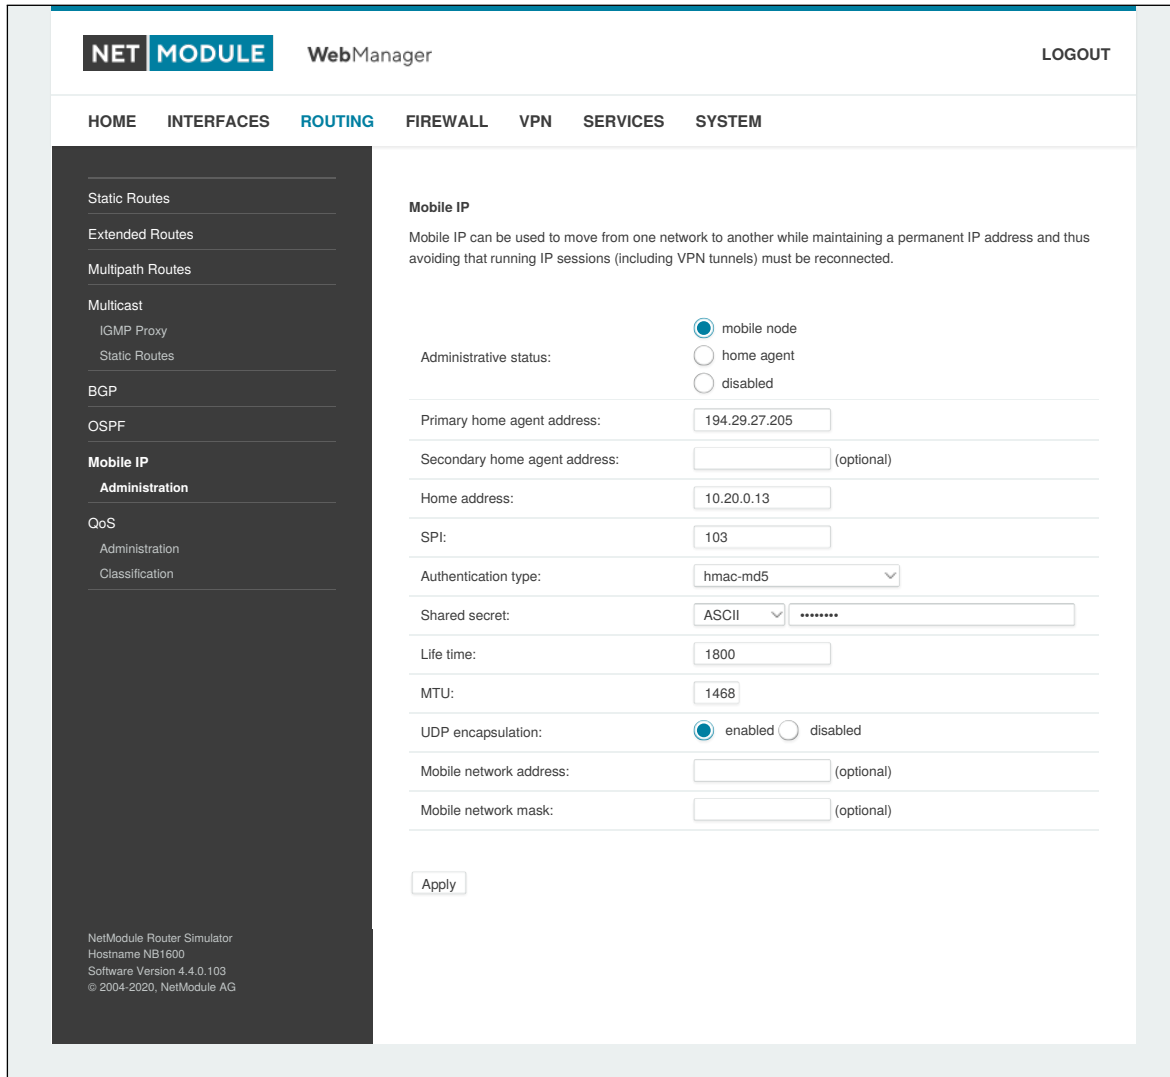 NET MODULE WebManager LOGOUT
HOME INTERFACES ROUTING FIREWALL VPN SERVICES SYSTEM
Static Routes
Extended Routes
Multipath Routes
Multicast
IGMP Proxy
Static Routes
BGP
OSPF
Mobile IP
Administration
QoS
Administration
Classification
NetModule Router Simulator
Hostname NB1600
Software Version 4.4.0.103
© 2004-2020, NetModule AG
Mobile IP
Mobile IP can be used to move from one network to another while maintaining a permanent IP address and thus
avoiding that running IP sessions (including VPN tunnels) must be reconnected.
Administrative status:
mobile node
home agent
disabled
Primary home agent address: 194.29.27.205
Secondary home agent address: (optional)
Home address: 10.20.0.13
SPI: 103
Authentication type: hmac-md5
Shared secret: ASCII ••••••••
Life time: 1800
MTU: 1468
UDP encapsulation: enabled disabled
Mobile network address: (optional)
Mobile network mask: (optional)
Apply